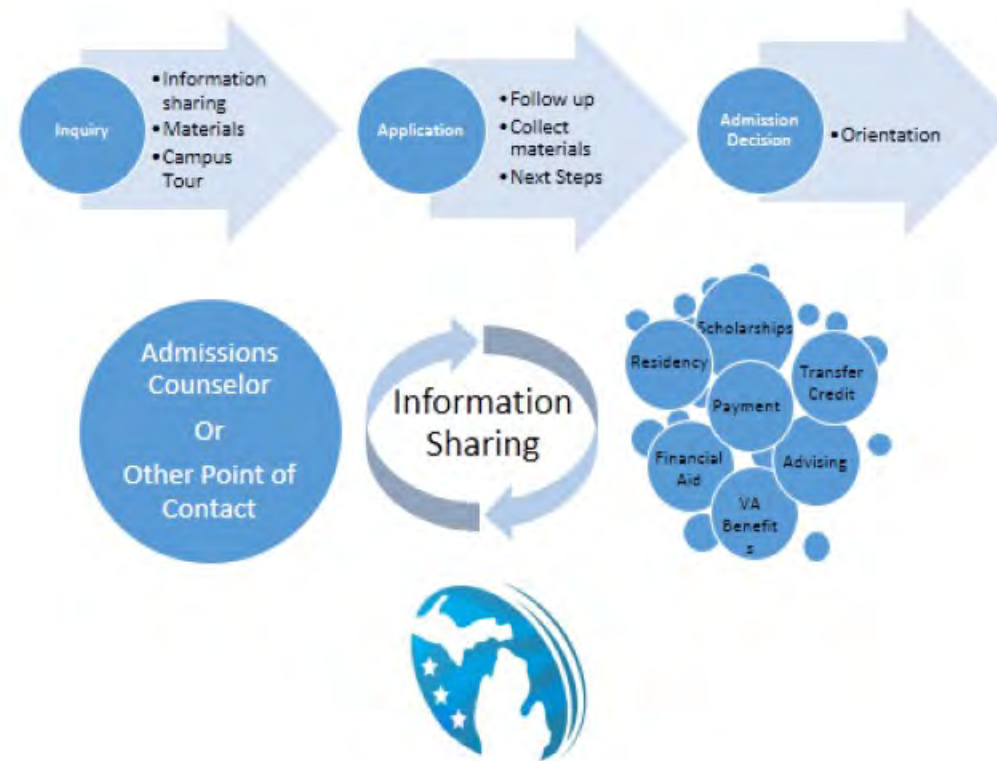 Inquiry
•Information
sharing
•Materials
•Campus
Tour
Application
•Follow up
•Collect
materials
•Next Steps
Admission
Decision
•Orientation
Admissions
Counselor
Or
Other Point of
Contact
Information
Sharing
Scholarships
Residency
Transfer
Credit
Payment
Financial
Aid
Advising
VA
Benefit
s